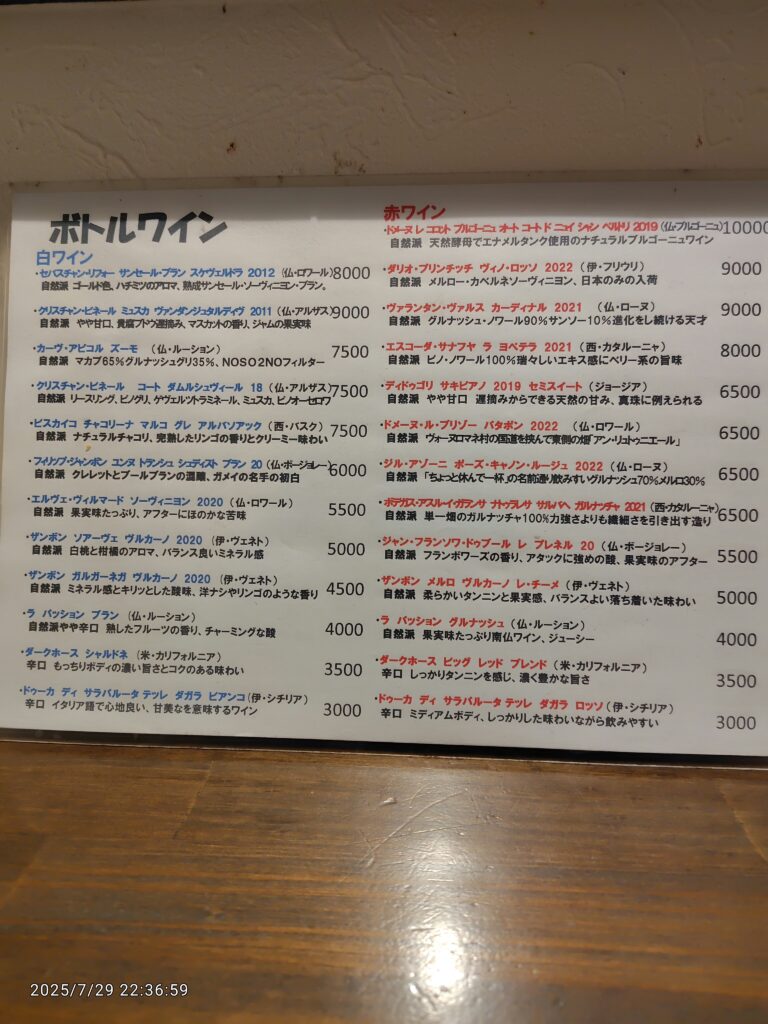 ボトルワイン
白ワイン
・セバスチャン・リフォー サンセール・ブラン スケヴェルドラ 2012 (仏・ロワール) 8000
自然派 ゴールド色、ハチミツのアロマ、熟成サンセール・ソーヴィニヨン・ブラン。
・クリスチャン・ビネール ミュスカ ヴァンダンジュタルディヴ 2011 (仏・アルザス) 9000
自然派 やや甘口、貴腐ブドウ遅摘み、マスカットの香り、ジャムの果実味
・カーヴ・アピコル ズーモ (仏・ルーション) 7500
自然派 マカブ65%グルナッシュグリ35%、NOSO2NOフィルター
・クリスチャン・ビネール コート ダムルシュヴィール 18 (仏・アルザス) 7500
自然派 リースリング、ピノグリ、ゲヴェルツトラミネール、ミュスカ、ピノオーセロワ
・ビスカイコ チャコリーナ マルコ グレ アルバソアック (西・バスク) 7500
自然派 ナチュラルチャコリ、完熟したリンゴの香りとクリーミー味わい
・フィリップ・ジャンボン ユンヌ トランシュ シュディスト ブラン 20 (仏・ボージョレー) 6000
自然派 クレレットとブールブランの混醸、ガメイの名手の初白
・エルヴェ・ヴィルマード ソーヴィニヨン 2020 (仏・ロワール) 5500
自然派 果実味たっぷり、アフターにほのかな苦味
・ザンボン ソアーヴェ ヴルカーノ 2020 (伊・ヴェネト) 5000
自然派 白桃と柑橘のアロマ、バランス良いミネラル感
・ザンボン ガルガーネガ ヴルカーノ 2020 (伊・ヴェネト) 4500
自然派 ミネラル感とキリッとした酸味、洋ナシやリンゴのような香り
・ラ パッション ブラン (仏・ルーション) 4000
自然派やや辛口 熟したフルーツの香り、チャーミングな酸
・ダークホース シャルドネ (米・カリフォルニア) 3500
辛口 もっちりボディの濃い旨さとコクのある味わい
・ドゥーカ ディ サラパルータ テッレ ダガラ ビアンコ (伊・シチリア) 3000
辛口 イタリア語で心地良い、甘美なを意味するワイン
赤ワイン
・ドメーヌ レ コロット ブルゴーニュ オート コート ド ニュイ シャン ペルドリ 2019 (仏・ブルゴーニュ) 10000
自然派 天然酵母でエナメルタンク使用のナチュラルブルゴーニュワイン
・ダリオ・プリンチッチ ヴィノ・ロッソ 2022 (伊・フリウリ) 9000
自然派 メルロー・カベルネソーヴィニヨン、日本のみの入荷
・ヴァランタン・ヴァルス カーディナル 2021 (仏・ローヌ) 9000
自然派 グルナッシュ・ノワール90%サンソー10%進化をし続ける天才
・エスコーダ・サナフヤ ラ ヨペテラ 2021 (西・カタルーニャ) 8000
自然派 ピノ・ノワール100%瑞々しいエキス感にベリー系の旨味
・ディドゥゴリ サキピアノ 2019 セミスイート (ジョージア) 6500
自然派 やや甘口 遅摘みからできる天然の甘み、真珠に例えられる
・ドメーヌ・ル・ブリゾー パタポン 2022 (仏・ロワール) 6500
自然派 ヴォーヌロマネ村の国道を挟んで東側の畑「アン・リュトゥニエール」
・ジル・アゾーニ ポーズ・キャノン・ルージュ 2022 (仏・ローヌ) 6500
自然派 「ちょっと休んで一杯」の名前通り飲みすいグルナッシュ70%メルロ30%
・ボデガス・アスル・イ・ガランサ ナトゥラレサ サルバヘ ガルナッチャ 2021 (西・カタルーニャ) 6500
自然派 単一畑のガルナッチャ100%力強さよりも繊細さを引き出す造り
・ジャン・フランソワ・ドゥブール レ プレネル 20 (仏・ボージョレー) 5500
自然派 フランボワーズの香り、アタックに強めの酸、果実味のアフター
・ザンボン メルロ ヴルカーノ レ・チーメ (伊・ヴェネト) 5000
自然派 柔らかいタンニンと果実感、バランスよい落ち着いた味わい
・ラ パッション グルナッシュ (仏・ルーション) 4000
自然派 果実味たっぷり南仏ワイン、ジューシー
・ダークホース ビッグ レッド ブレンド (米・カリフォルニア) 3500
辛口 しっかりタンニンを感じ、濃く豊かな旨さ
・ドゥーカ ディ サラパルータ テッレ ダガラ ロッソ (伊・シチリア) 3000
辛口 ミディアムボディ、しっかりした味わいながら飲みやすい
2025/7/29 22:36:59